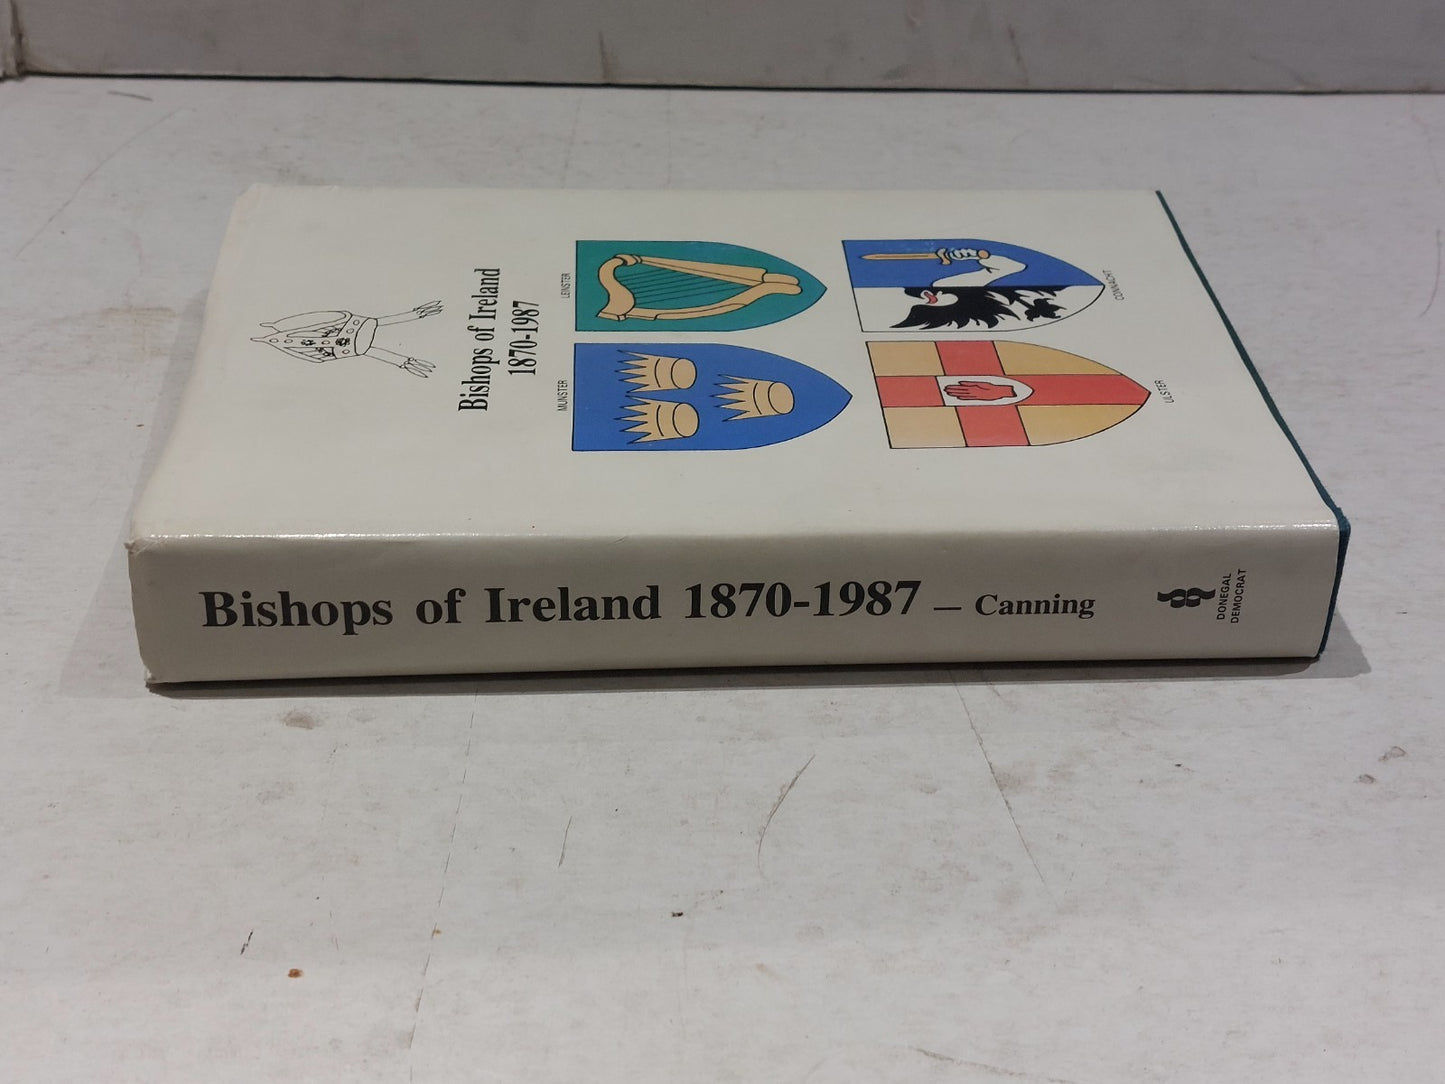 Bishops of Ireland
1870-1987
LEINSTER
CONNACHT
MUNSTER
ULSTER
Bishops of Ireland 1870-1987 – Canning
DONEGAL
DEMOCRAT